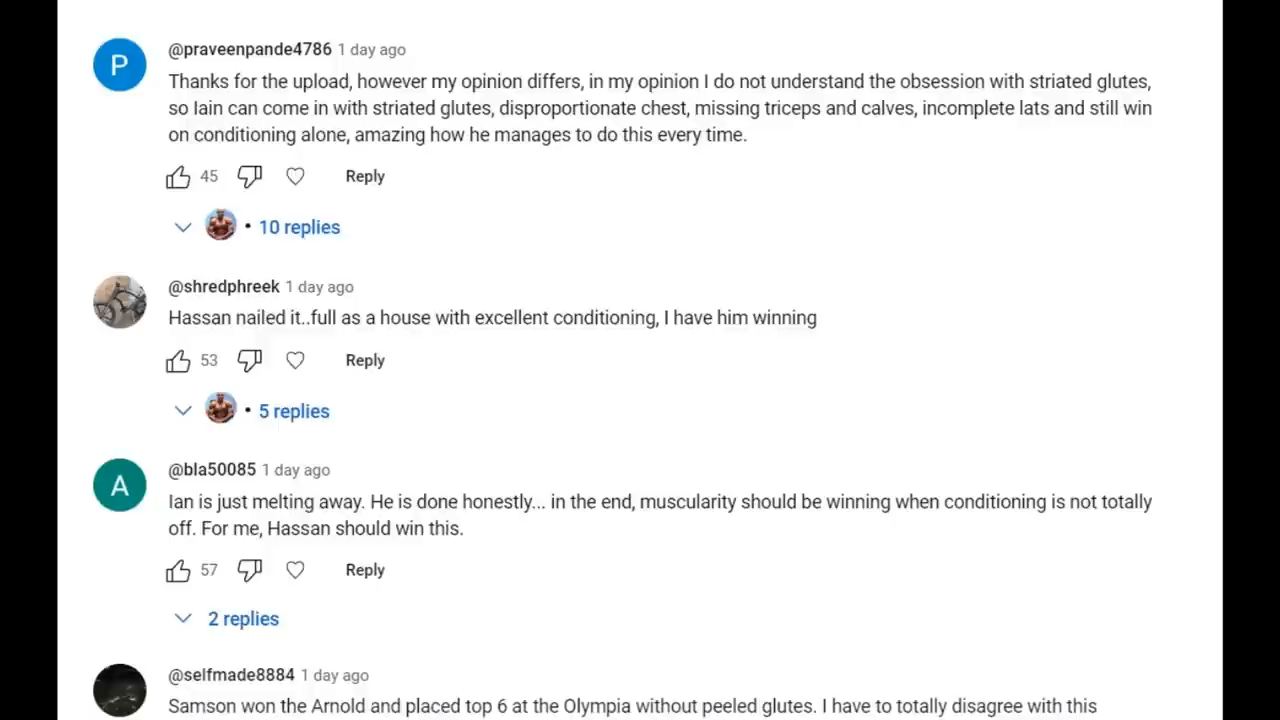 P
@praveenpande4786 1 day ago
Thanks for the upload, however my opinion differs, in my opinion I do not understand the obsession with striated glutes,
so Iain can come in with striated glutes, disproportionate chest, missing triceps and calves, incomplete lats and still win
on conditioning alone, amazing how he manages to do this every time.
45 Reply
• 10 replies
@shredphreek 1 day ago
Hassan nailed it..full as a house with excellent conditioning, I have him winning
53 Reply
• 5 replies
A
@bla50085 1 day ago
Ian is just melting away. He is done honestly... in the end, muscularity should be winning when conditioning is not totally
off. For me, Hassan should win this.
57 Reply
2 replies
@selfmade8884 1 day ago
Samson won the Arnold and placed top 6 at the Olympia without peeled glutes. I have to totally disagree with this